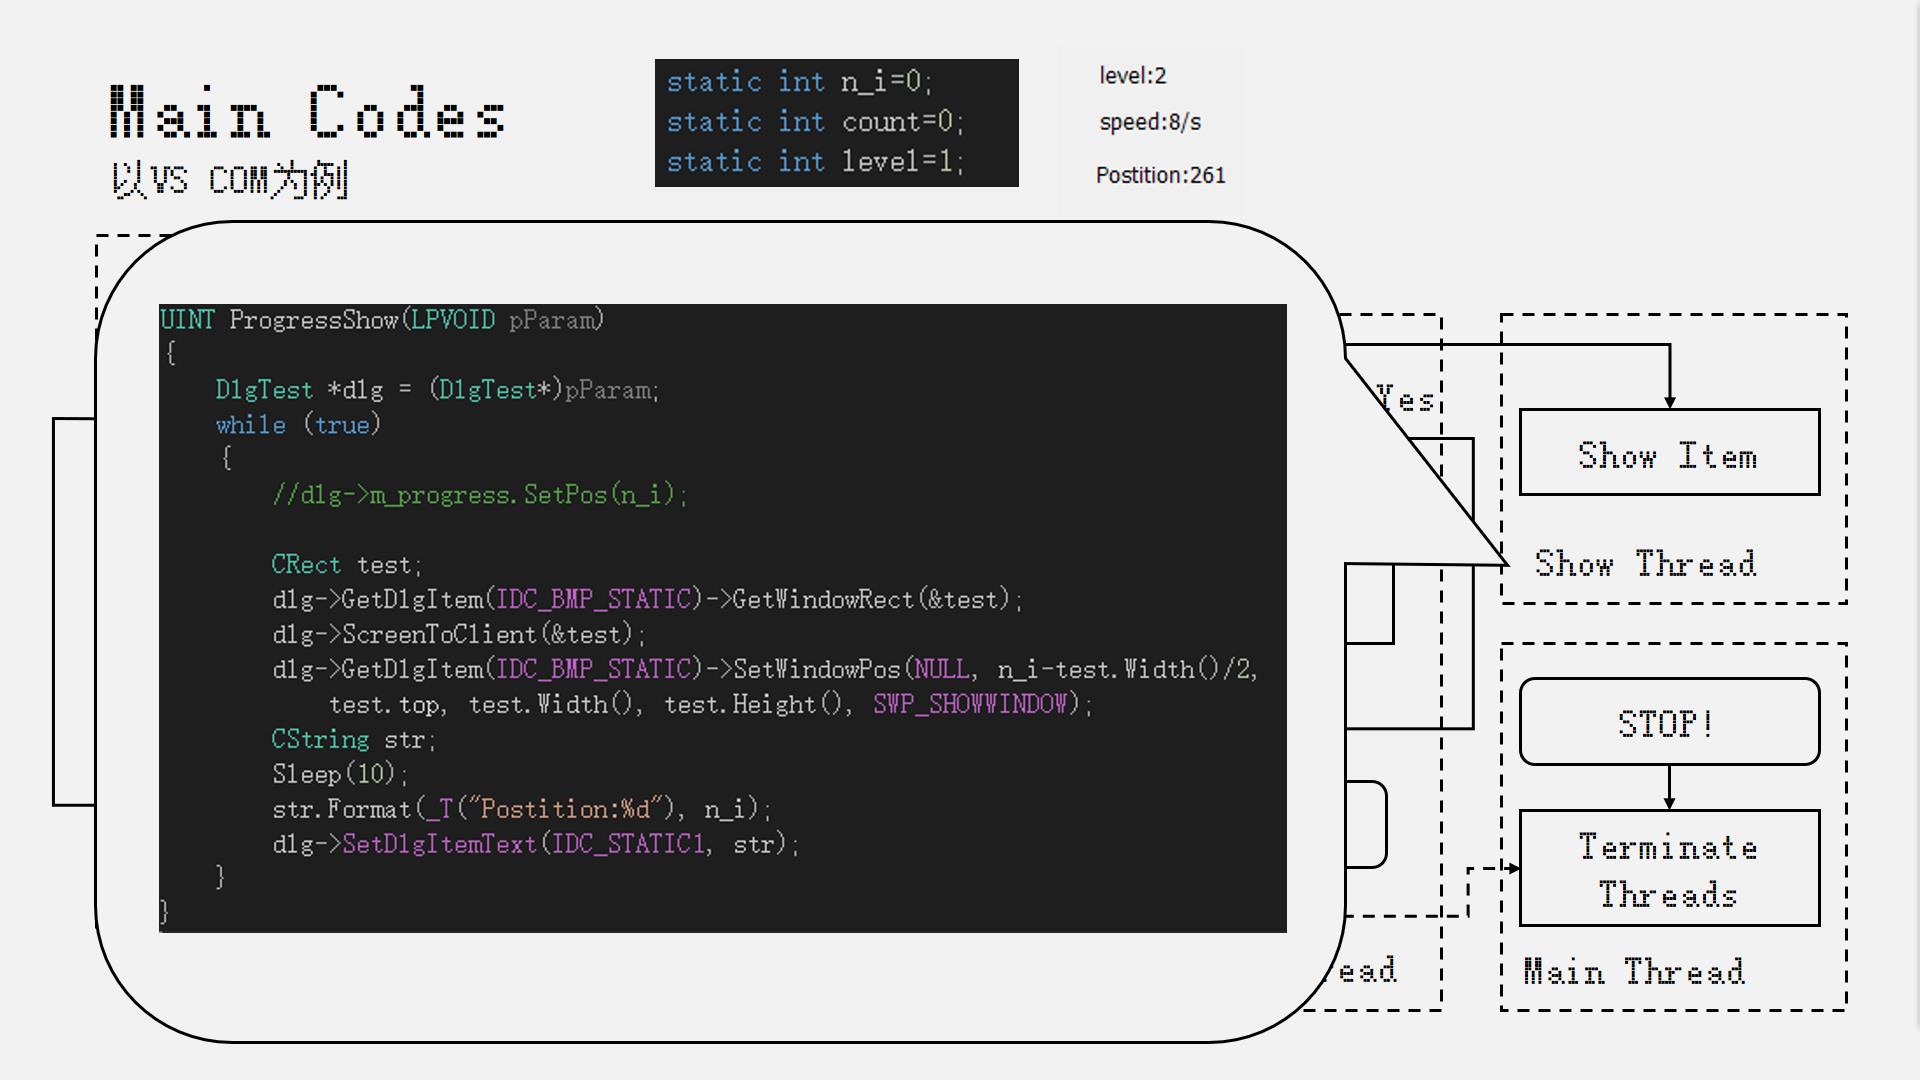 Main Codes
以VS COM为例
static int n_i=0;
static int count=0;
static int level=1;
level:2
speed:8/s
Postition:261
UINT ProgressShow(LPVOID pParam)
{
DlgTest *dlg = (DlgTest*)pParam;
while (true)
{
//dlg->m_progress.SetPos(n_i);
CRect test;
dlg->GetDlgItem(IDC_BMP_STATIC)->GetWindowRect(&test);
dlg->ScreenToClient(&test);
dlg->GetDlgItem(IDC_BMP_STATIC)->SetWindowPos(NULL, n_i-test.Width()/2,
test.top, test.Width(), test.Height(), SWP_SHOWWINDOW);
CString str;
Sleep(10);
str.Format(_T("Postition:%d"), n_i);
dlg->SetDlgItemText(IDC_STATIC1, str);
}
}
Yes
Show Item
Show Thread
STOP!
Terminate
Threads
Main Thread